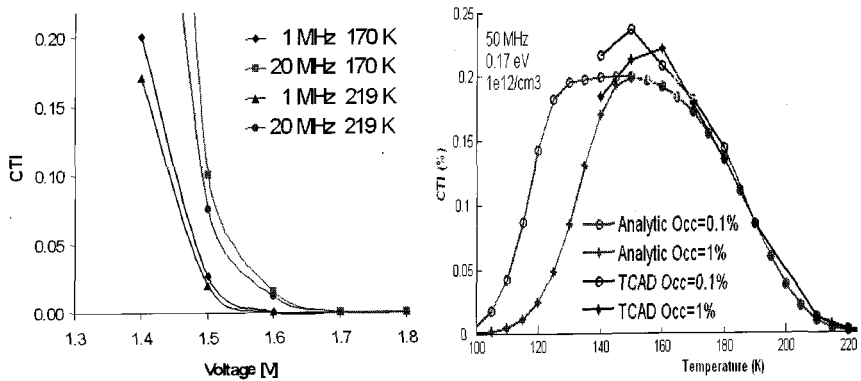 0.20
0.15
0.10
0.05
0.00
CTI
1.3 1.4 1.5 1.6 1.7 1.8
Voltage [V]
1 MHz 170 K
20 MHz 170 K
1 MHz 219 K
20 MHz 219 K
0.25
0.2
0.15
0.1
0.05
0
CTI (%)
50 MHz
0.17 eV
1e12/cm3
Analytic Occ=0.1%
Analytic Occ=1%
TCAD Occ=0.1%
TCAD Occ=1%
100 120 140 160 180 200 220
Temperature (K)